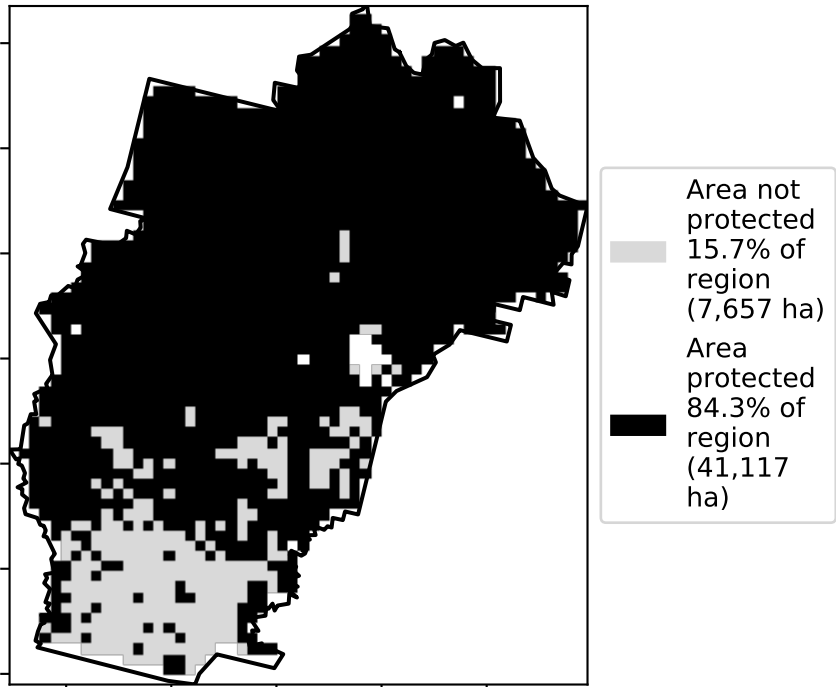 Area not
protected
15.7% of
region
(7,657 ha)
Area
protected
84.3% of
region
(41,117
ha)